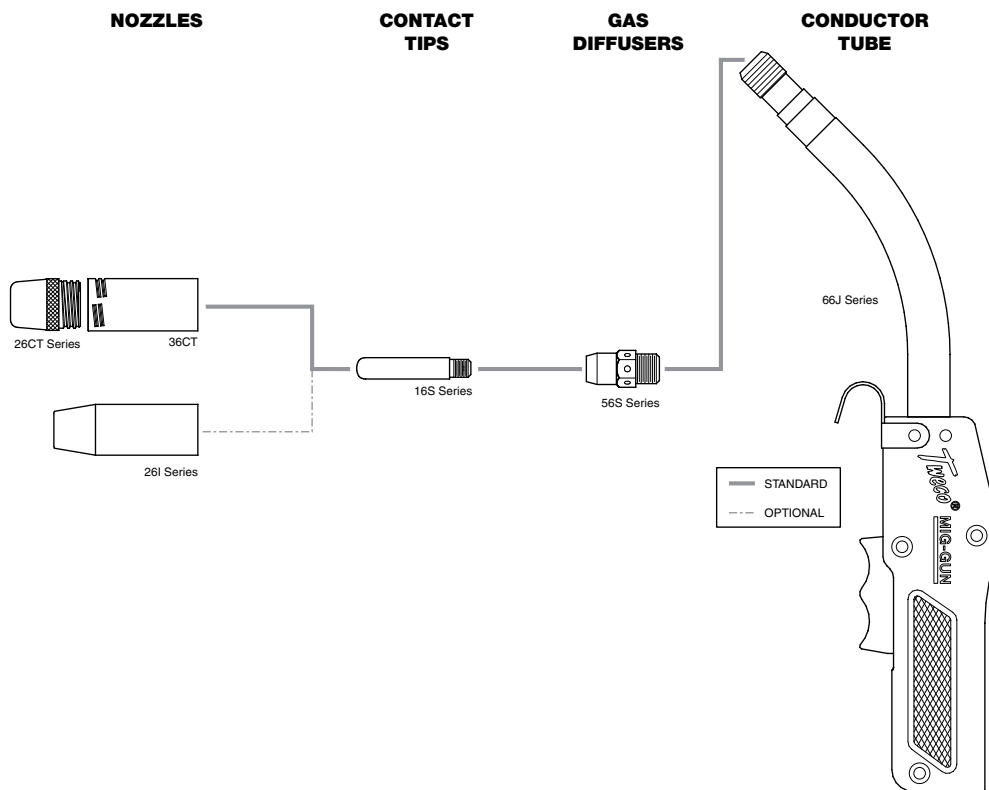 NOZZLES
CONTACT
TIPS
GAS
DIFFUSERS
CONDUCTOR
TUBE
66J Series
26CT Series
36CT
16S Series
56S Series
26I Series
STANDARD
OPTIONAL
Tweco®
MIG-GUN